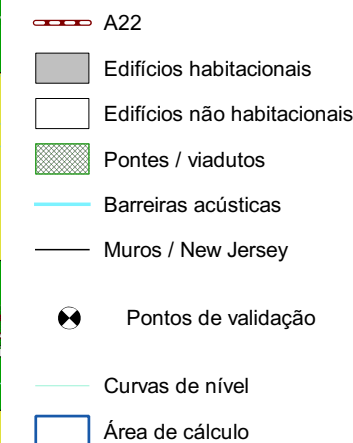 A22
Edifícios habitacionais
Edifícios não habitacionais
Pontes / viadutos
Barreiras acústicas
Muros / New Jersey
Pontos de validação
Curvas de nível
Área de cálculo